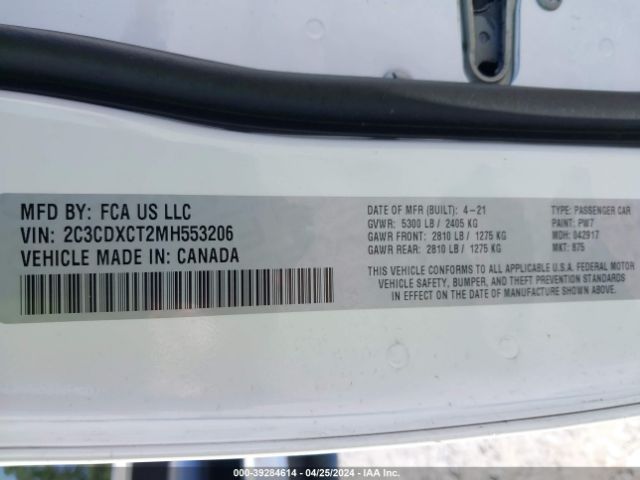 MFD BY: FCA US LLC
VIN: 2C3CDXCT2MH553206
VEHICLE MADE IN: CANADA
DATE OF MFR (BUILT): 4-21
GVWR: 5300 LB / 2405 KG
GAWR FRONT: 2810 LB / 1275 KG
GAWR REAR: 2810 LB / 1275 KG
TYPE: PASSENGER CAR
PAINT: PW7
MDH: 042917
MKT: 875
THIS VEHICLE CONFORMS TO ALL APPLICABLE U.S.A. FEDERAL MOTOR
VEHICLE SAFETY, BUMPER, AND THEFT PREVENTION STANDARDS
IN EFFECT ON THE DATE OF MANUFACTURE SHOWN ABOVE.
000-39284614 - 04/25/2024 - IAA Inc.